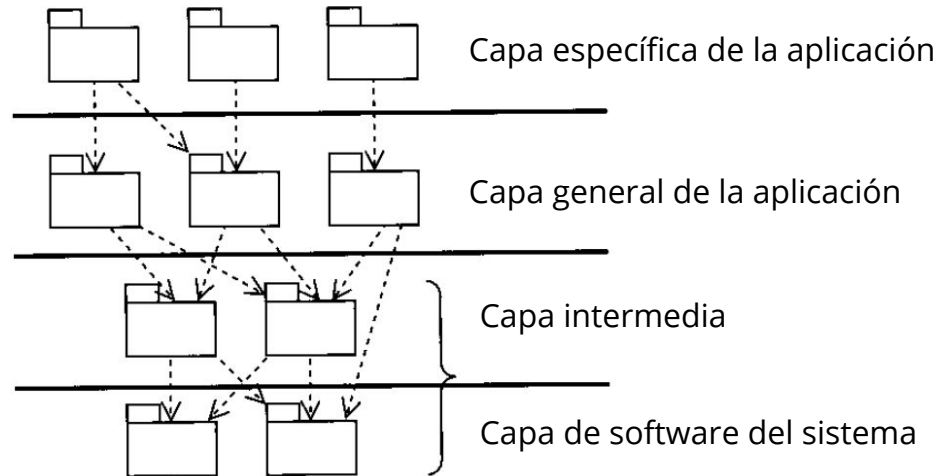 Capa específica de la aplicación
Capa general de la aplicación
Capa intermedia
Capa de software del sistema